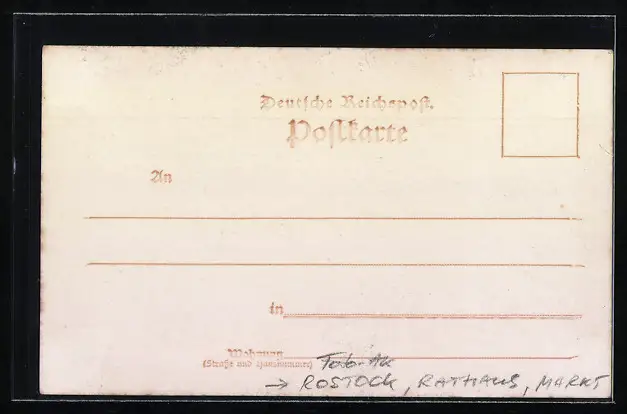 Deutsche Reichspost.
Postkarte
An
in
Wohnung
(Straße und Hausnummer)
Foto-AK
→ ROSTOCK, RATHAUS, MARKT